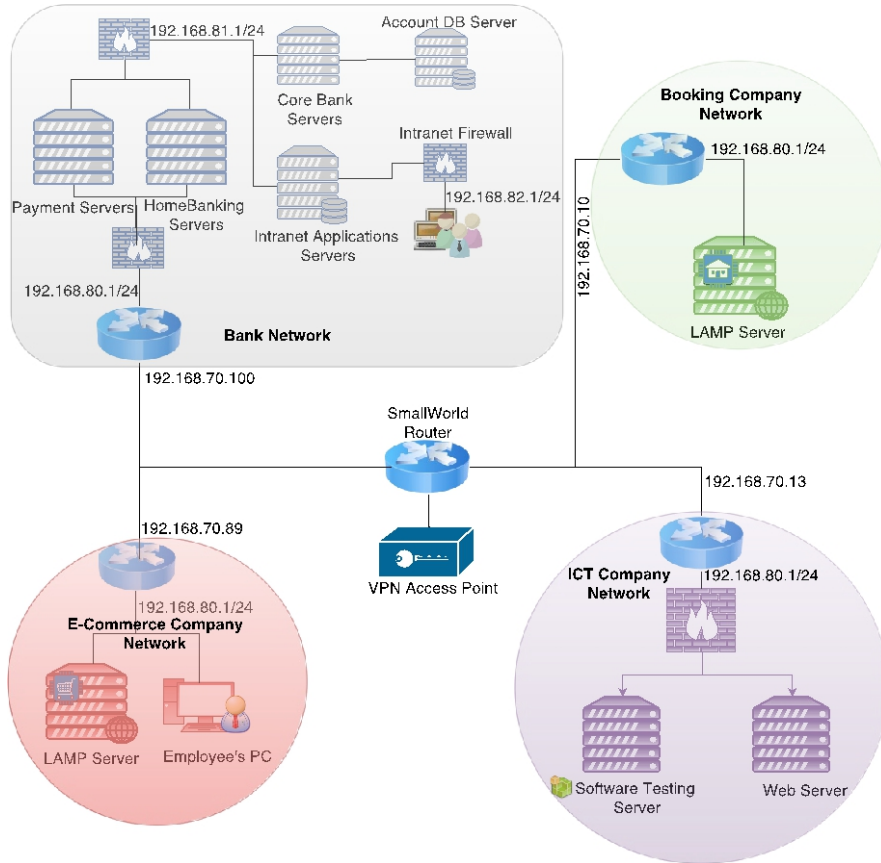 192.168.81.1/24
Account DB Server
Core Bank
Servers
Intranet Firewall
Payment Servers
HomeBanking
Servers
192.168.82.1/24
Intranet Applications
Servers
192.168.80.1/24
Bank Network
192.168.70.100
Booking Company
Network
192.168.80.1/24
192.168.70.10
LAMP Server
SmallWorld
Router
VPN Access Point
192.168.70.13
ICT Company
Network
192.168.80.1/24
Software Testing
Server
Web Server
192.168.70.89
192.168.80.1/24
E-Commerce Company
Network
LAMP Server
Employee's PC